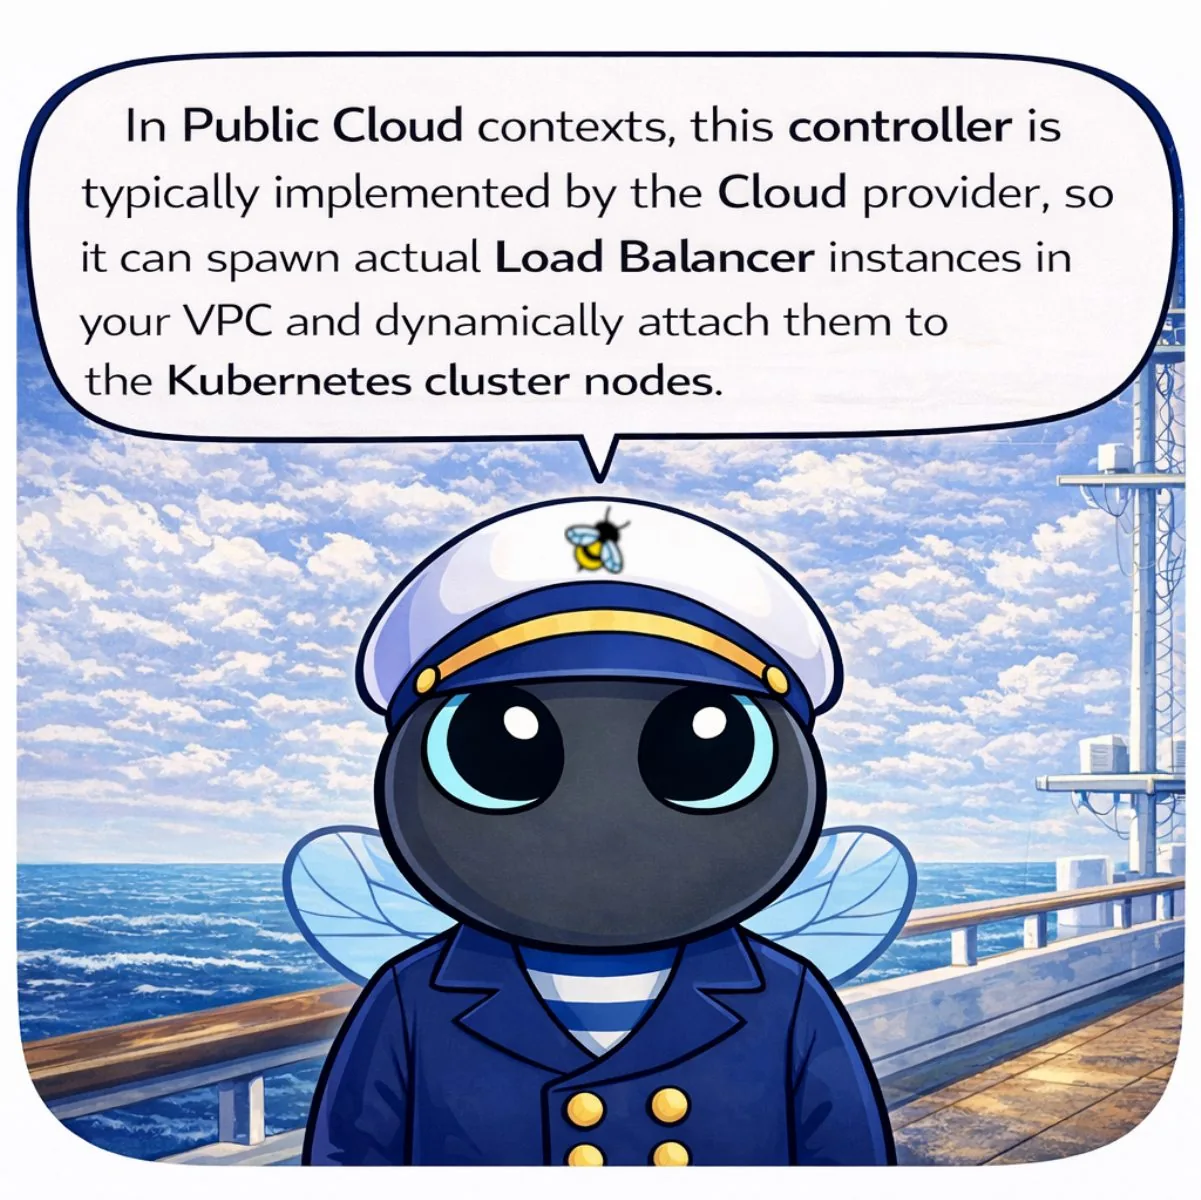 In Public Cloud contexts, this controller is
typically implemented by the Cloud provider, so
it can spawn actual Load Balancer instances in
your VPC and dynamically attach them to
the Kubernetes cluster nodes.